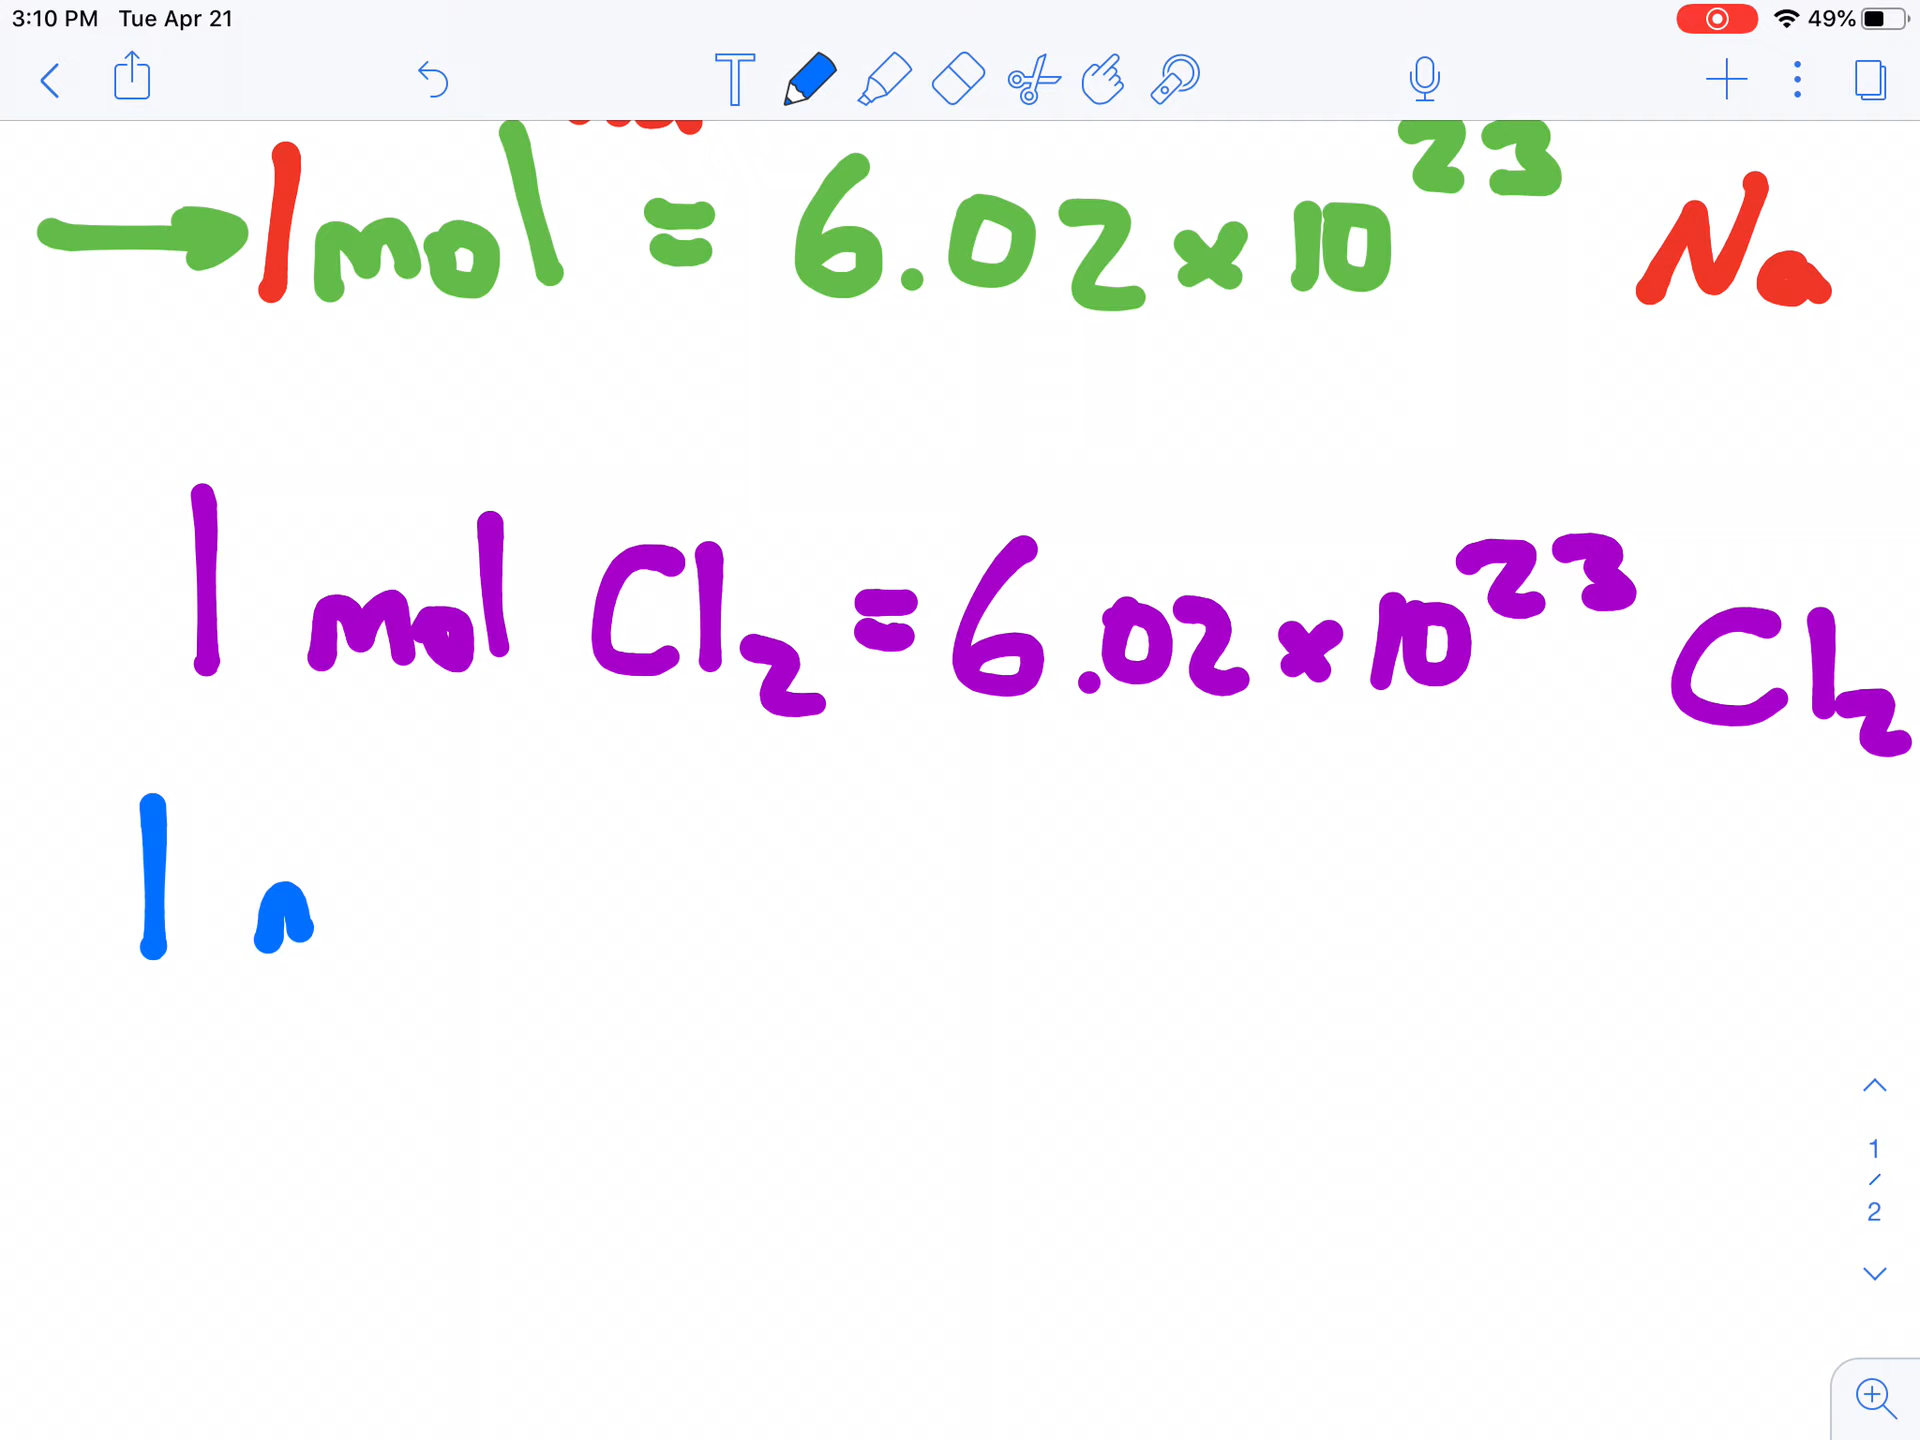 3:10 PM Tue Apr 21 49%
1 mol = 6.02 × 10²³ Na
1 mol Cl₂ = 6.02 × 10²³ Cl₂
1
1
/
2